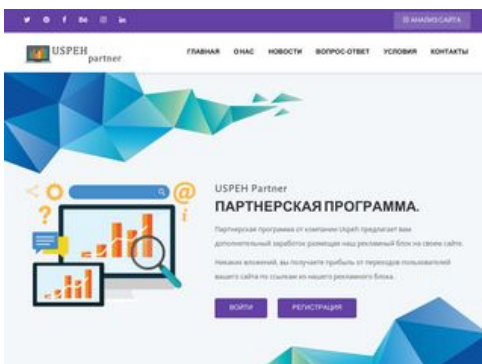 АНАЛИЗ САЙТА
USPEH
partner
ГЛАВНАЯ О НАС НОВОСТИ ВОПРОС-ОТВЕТ УСЛОВИЯ КОНТАКТЫ
USPEH Partner
ПАРТНЕРСКАЯ ПРОГРАММА.
Партнерская программа от компании Uspeh предлагает вам
дополнительный заработок размещая наш рекламный блок на своем сайте.
Никаких вложений, вы получаете прибыль от переходов пользователей
вашего сайта по ссылкам из нашего рекламного блока.
ВОЙТИ РЕГИСТРАЦИЯ